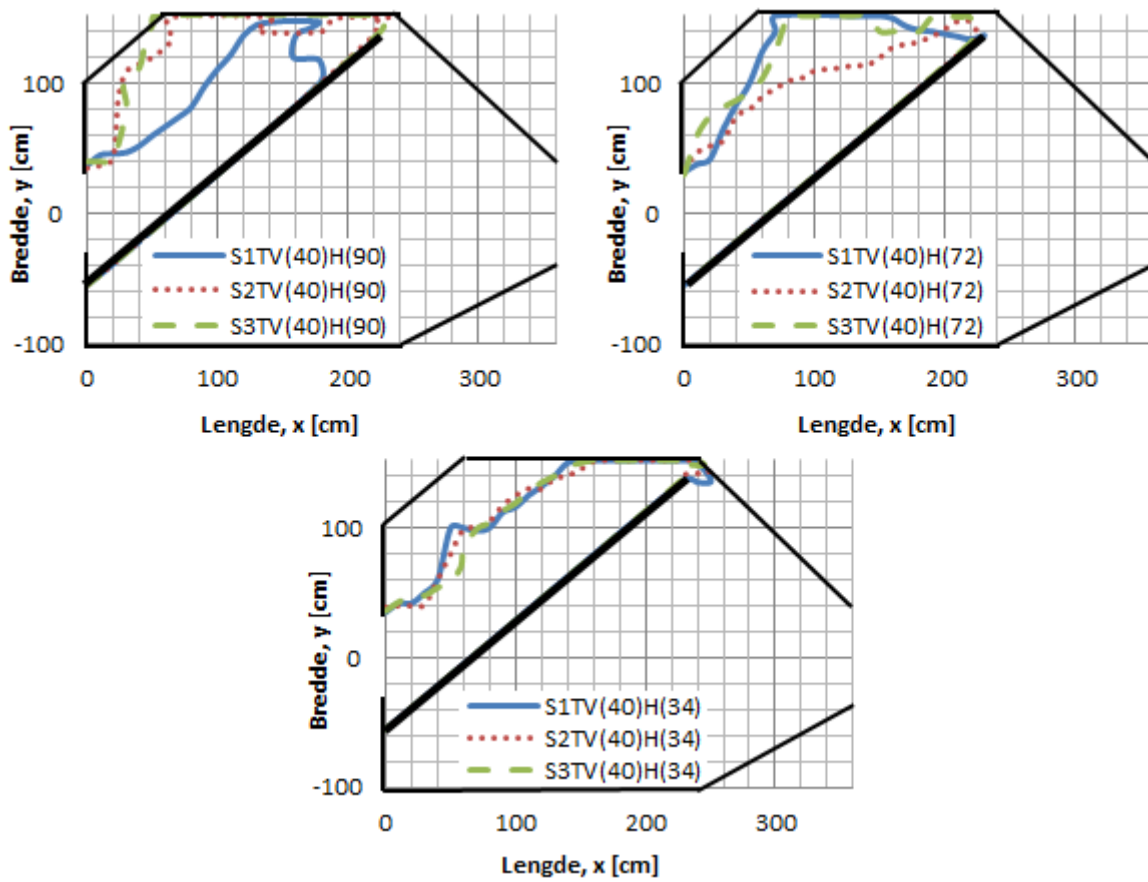 Bredde, y [cm]
100
0
-100
S1TV(40)H(90)
S2TV(40)H(90)
S3TV(40)H(90)
0 100 200 300
Lengde, x [cm]
Bredde, y [cm]
100
0
-100
S1TV(40)H(72)
S2TV(40)H(72)
S3TV(40)H(72)
0 100 200 300
Lengde, x [cm]
Bredde, y [cm]
100
0
-100
S1TV(40)H(34)
S2TV(40)H(34)
S3TV(40)H(34)
0 100 200 300
Lengde, x [cm]